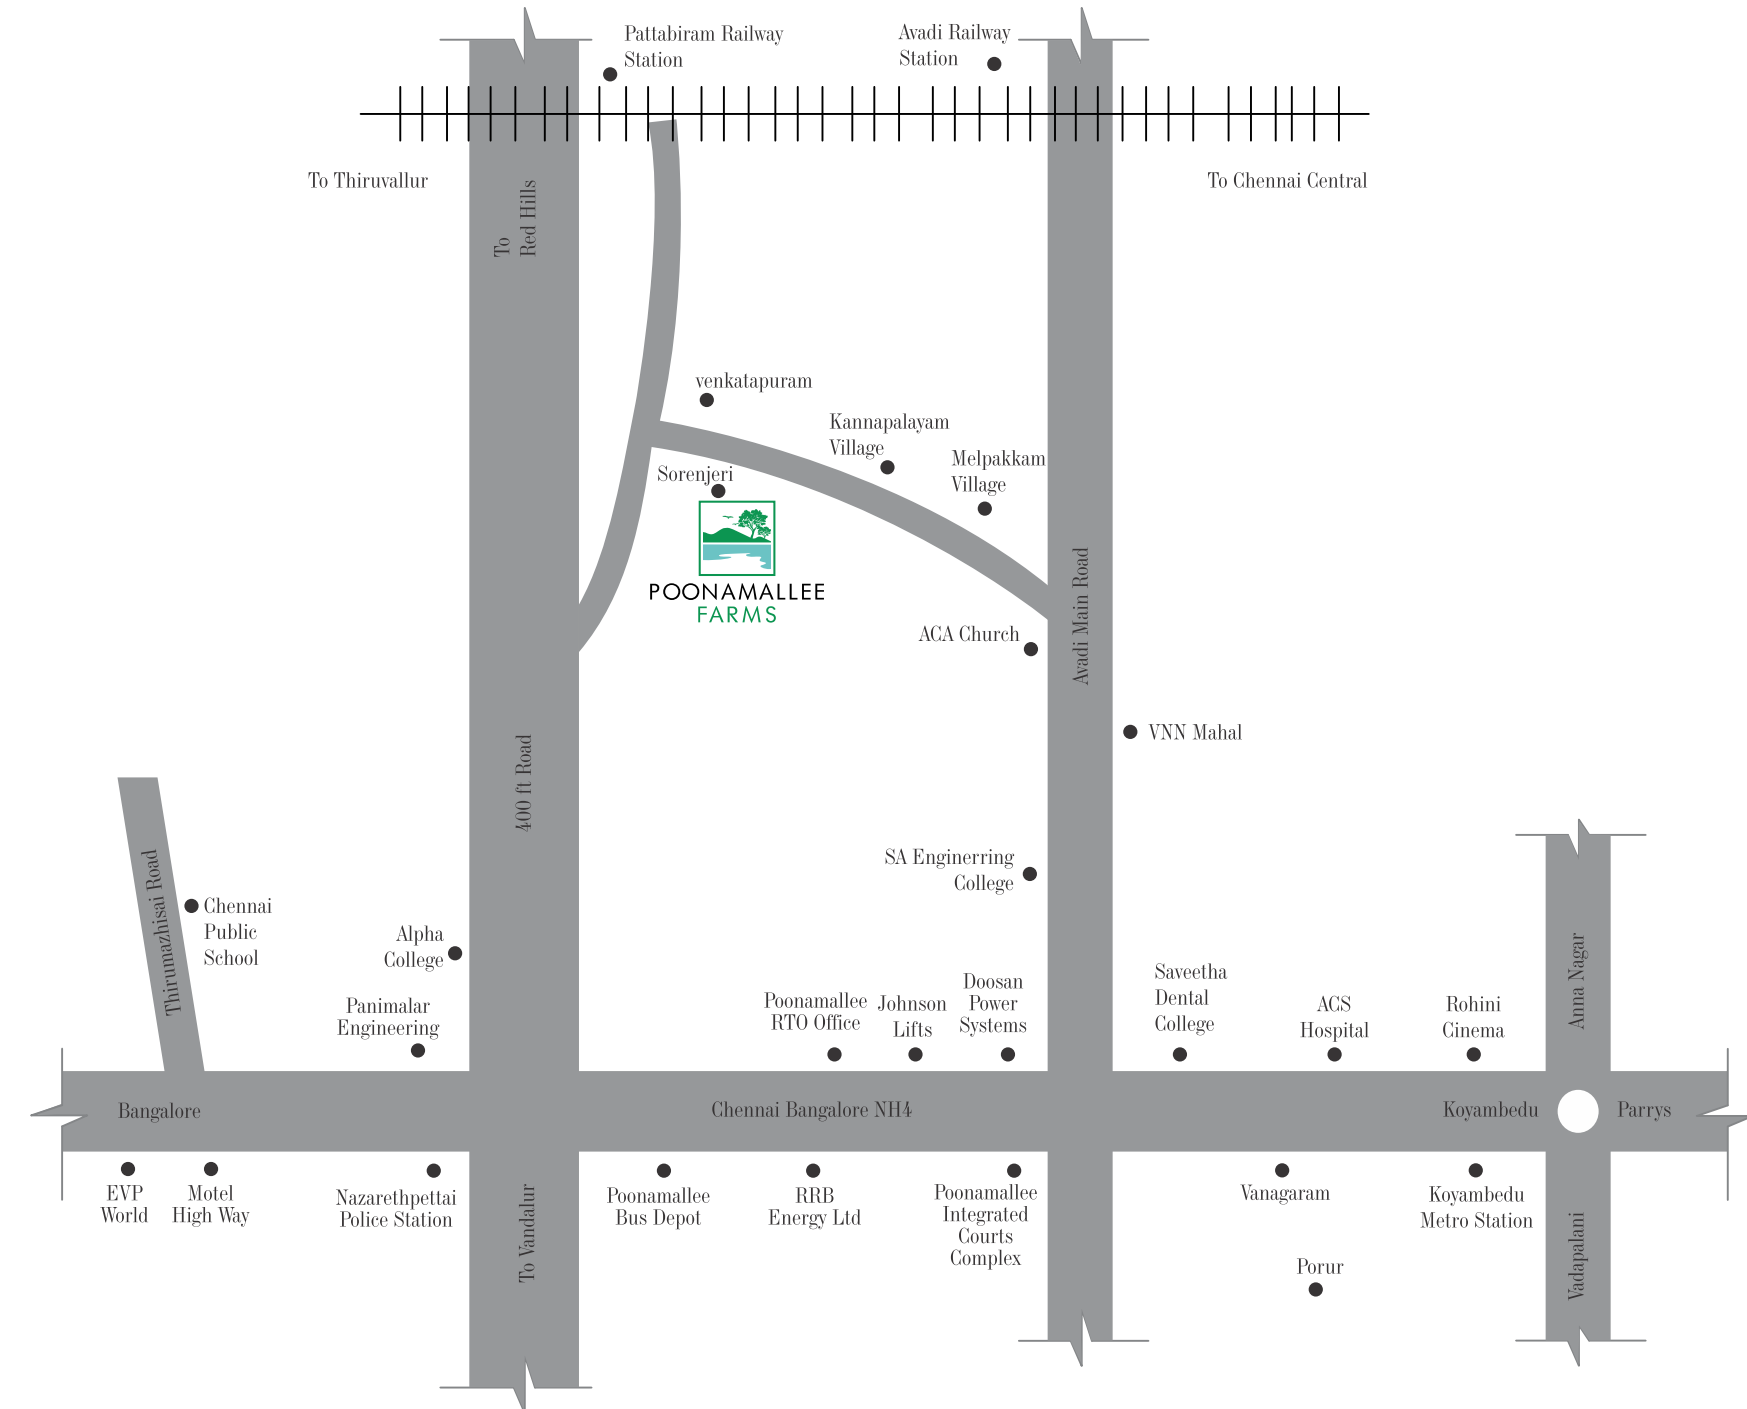 Pattabiram Railway
Station
Avadi Railway
Station
To Thiruvallur
To Chennai Central
To
Red Hills
venkatapuram
Kannapalayam
Village
Melpakkam
Village
Sorenjeri
POONAMALLEE
FARMS
ACA Church
Avadi Main Road
VNN Mahal
400 ft Road
SA Enginerring
College
Thirumazhisai Road
Chennai
Public
School
Alpha
College
Panimalar
Engineering
Poonamallee
RTO Office
Johnson
Lifts
Doosan
Power
Systems
Saveetha
Dental
College
ACS
Hospital
Rohini
Cinema
Anna Nagar
Bangalore
Chennai Bangalore NH4
Koyambedu
Parrys
EVP
World
Motel
High Way
Nazarethpettai
Police Station
To Vandalur
Poonamallee
Bus Depot
RRB
Energy Ltd
Poonamallee
Integrated
Courts
Complex
Vanagaram
Koyambedu
Metro Station
Vadapalani
Porur